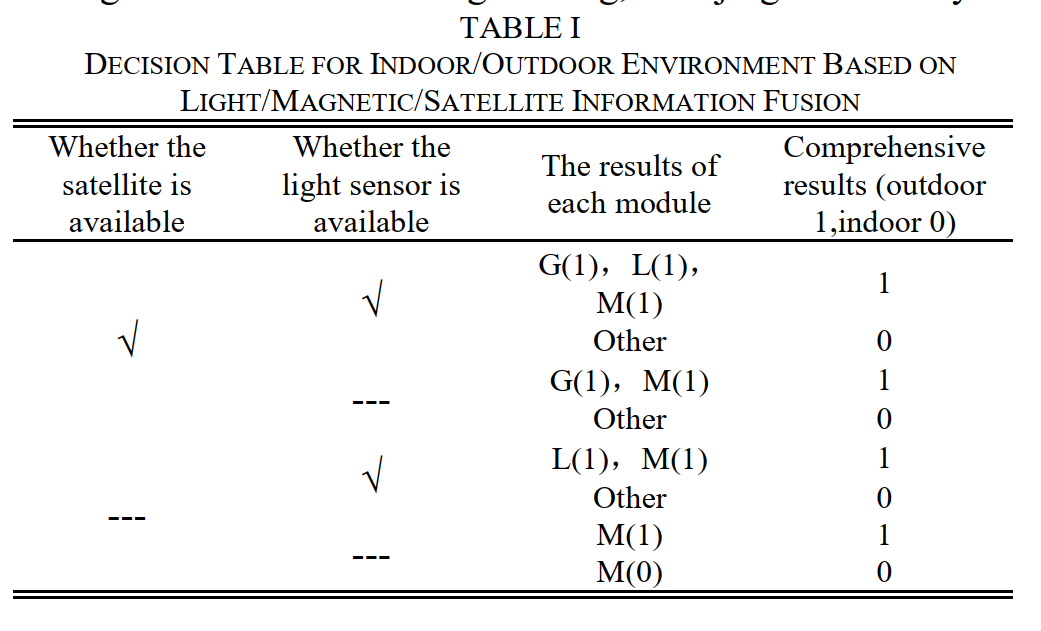 TABLE I
DECISION TABLE FOR INDOOR/OUTDOOR ENVIRONMENT BASED ON
LIGHT/MAGNETIC/SATELLITE INFORMATION FUSION
Whether the satellite is available
Whether the light sensor is available
The results of each module
Comprehensive results (outdoor 1,indoor 0)
√
√
G(1)，L(1)，
M(1)
1
Other 0
---
G(1)，M(1) 1
Other 0
---
√
L(1)，M(1) 1
Other 0
---
M(1) 1
M(0) 0